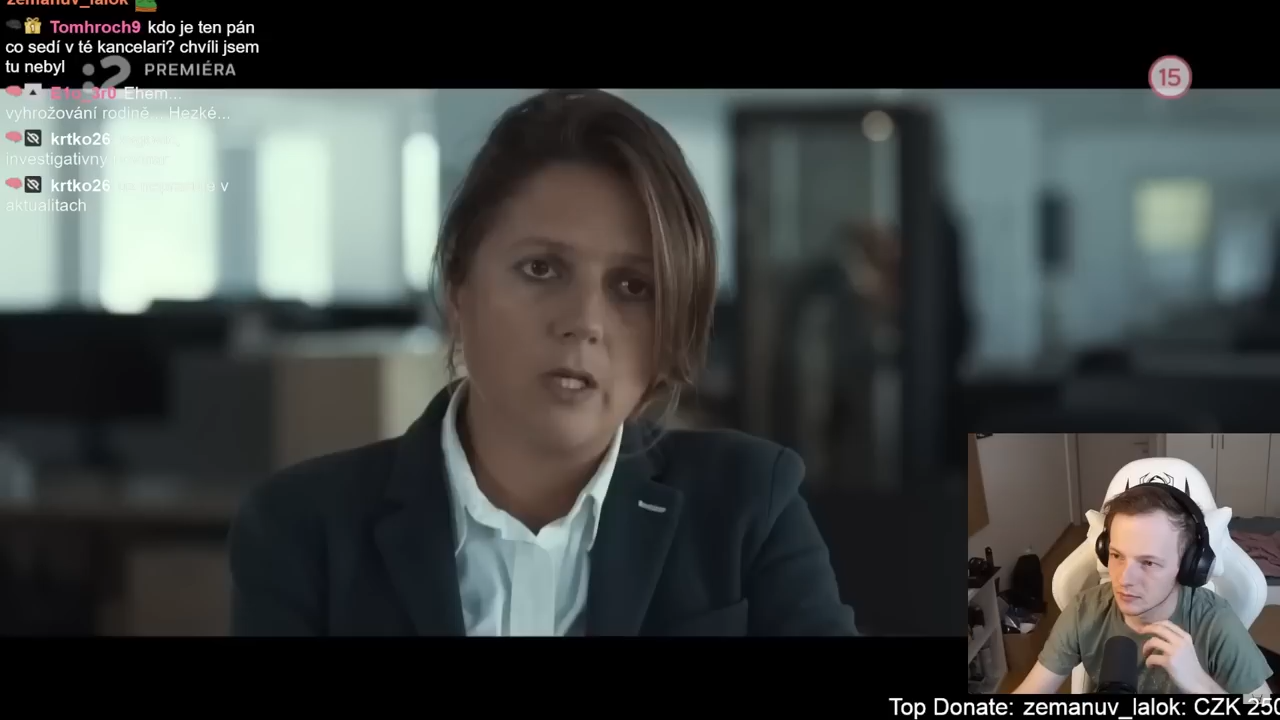 zemanuv_lalok
Tomhroch9 kdo je ten pán
co sedí v té kancelari? chvíli jsem
tu nebyl
:2 PREMIÉRA
15
Ehem...
vyhrožování rodině... Hezké...
krtko26
investigativny
krtko26 v
aktualitach
Top Donate: zemanuv_lalok: CZK 250